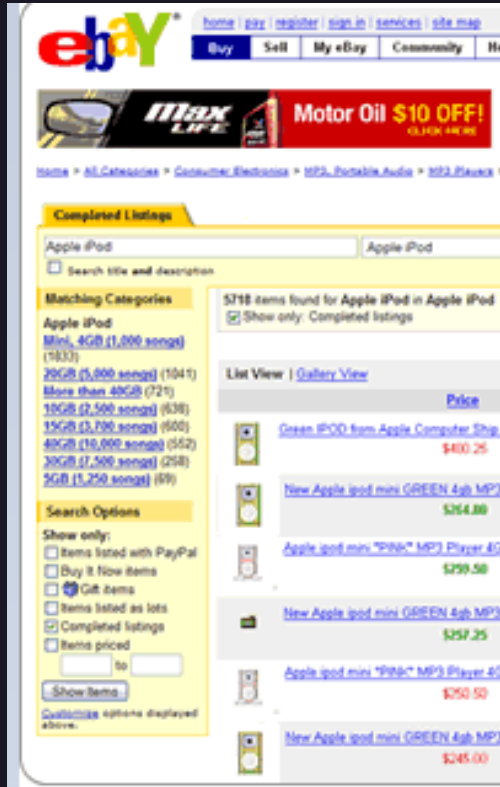 ebY
home | pay | register | sign in | services | site map
Buy Sell My eBay Community
Max
LIFE
Motor Oil $10 OFF!
CLICK HERE
Home > All Categories > Consumer Electronics > MP3, Portable Audio > MP3 Players
Completed Listings
Apple iPod Apple iPod
Search title and description
Matching Categories
5718 items found for Apple iPod in Apple iPod
Show only: Completed listings
Apple iPod
Mini, 4GB (1,000 songs)
(1833)
20GB (5,000 songs) (1041)
More than 40GB (721)
10GB (2,500 songs) (638)
15GB (3,700 songs) (600)
40GB (10,000 songs) (552)
30GB (7,500 songs) (258)
5GB (1,250 songs) (69)
List View | Gallery View
Price
Green IPOD from Apple Computer Ship
$400.25
New Apple ipod mini GREEN 4gb MP3
$264.00
Apple ipod mini "PINK" MP3 Player 4G
$259.50
New Apple ipod mini GREEN 4gb MP3
$257.25
Apple ipod mini "PINK" MP3 Player 4G
$250.50
New Apple ipod mini GREEN 4gb MP3
$245.00
Search Options
Show only:
Items listed with PayPal
Buy It Now items
Gift items
Items listed as lots
Completed listings
Items priced
to
Show Items
Customize options displayed
above.